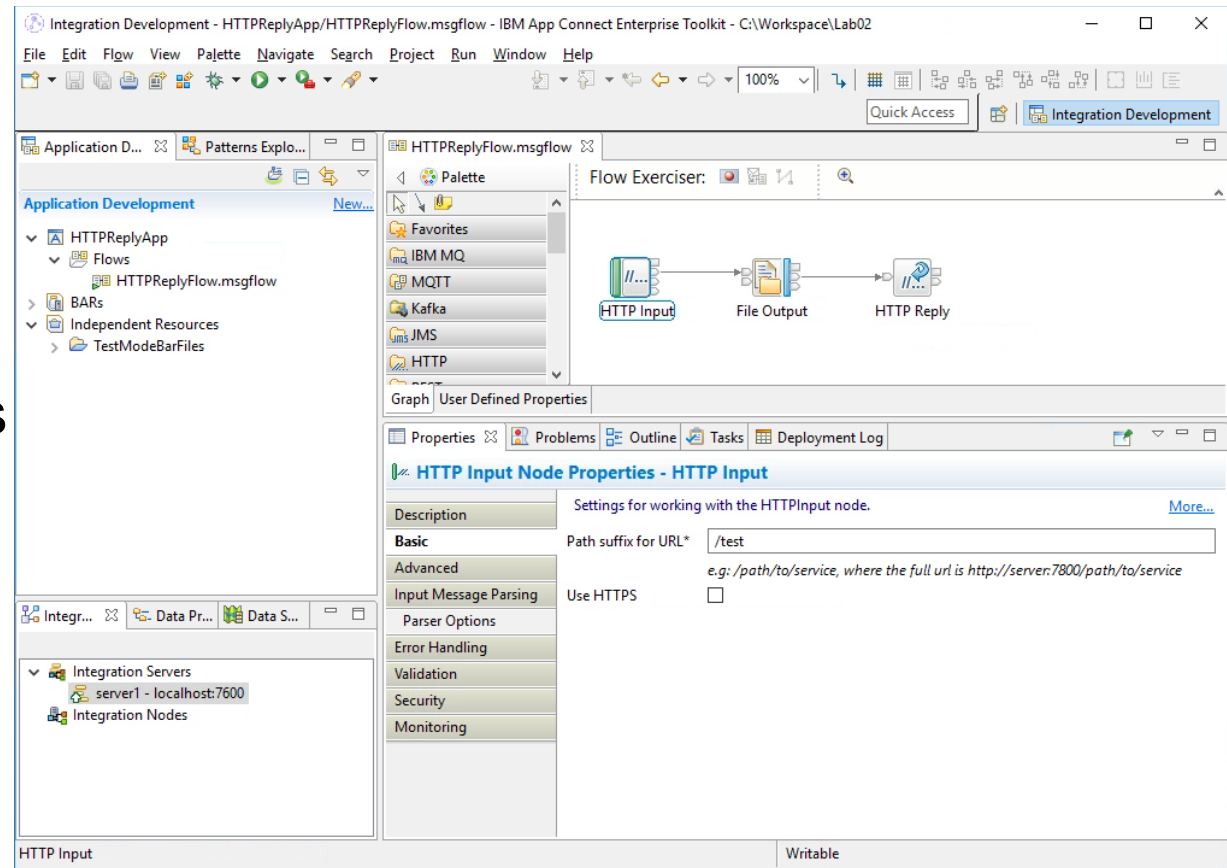 Integration Development - HTTPReplyApp/HTTPReplyFlow.msgflow - IBM App Connect Enterprise Toolkit - C:\Workspace\Lab02
File Edit Flow View Palette Navigate Search Project Run Window Help
100%
Quick Access
Integration Development
Application D...
Patterns Explo...
Application Development
New...
HTTPReplyApp
Flows
HTTPReplyFlow.msgflow
BARs
Independent Resources
TestModeBarFiles
s
Integr...
Data Pr...
Data S...
Integration Servers
server1 - localhost:7600
Integration Nodes
HTTPReplyFlow.msgflow
Palette
Flow Exerciser:
Favorites
IBM MQ
MQTT
Kafka
JMS
HTTP
HTTP Input
File Output
HTTP Reply
Graph User Defined Properties
Properties Problems Outline Tasks Deployment Log
HTTP Input Node Properties - HTTP Input
Description
Basic
Advanced
Input Message Parsing
Parser Options
Error Handling
Validation
Security
Monitoring
Settings for working with the HTTPInput node.
More...
Path suffix for URL* /test
e.g: /path/to/service, where the full url is http://server:7800/path/to/service
Use HTTPS
HTTP Input
Writable